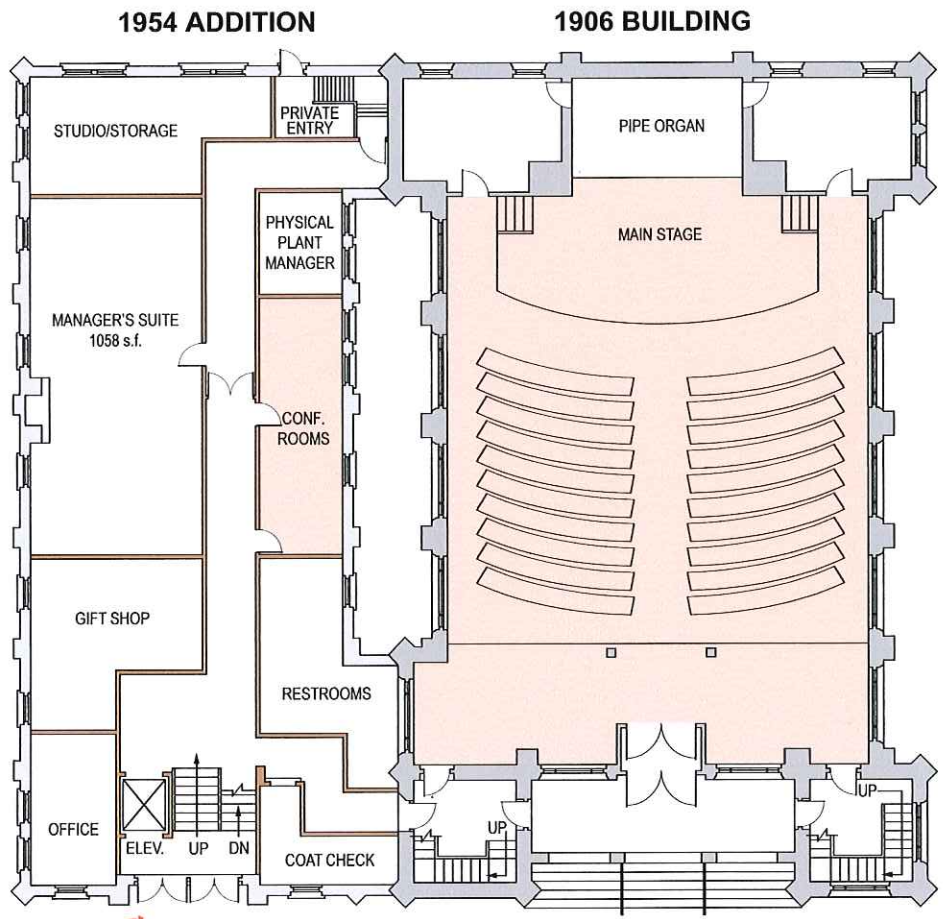 1954 ADDITION
1906 BUILDING
STUDIO/STORAGE
PRIVATE
ENTRY
PIPE ORGAN
PHYSICAL
PLANT
MANAGER
MAIN STAGE
MANAGER'S SUITE
1058 s.f.
CONF.
ROOMS
GIFT SHOP
RESTROOMS
OFFICE
ELEV.
UP
DN
COAT CHECK
UP
UP